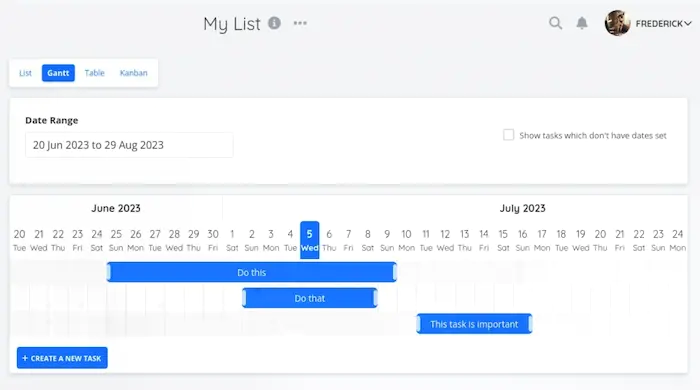 My List
FREDERICK
List Gantt Table Kanban
Date Range
20 Jun 2023 to 29 Aug 2023
Show tasks which don't have dates set
June 2023 July 2023
20 21 22 23 24 25 26 27 28 29 30 1 2 3 4 5 6 7 8 9 10 11 12 13 14 15 16 17 18 19 20 21 22 23 24
Tue Wed Thu Fri Sat Sun Mon Tue Wed Thu Fri Sat Sun Mon Tue Wed Thu Fri Sat Sun Mon Tue Wed Thu Fri Sat Sun Mon Tue Wed Thu Fri Sat Sun Mon
Do this
Do that
This task is important
+ CREATE A NEW TASK